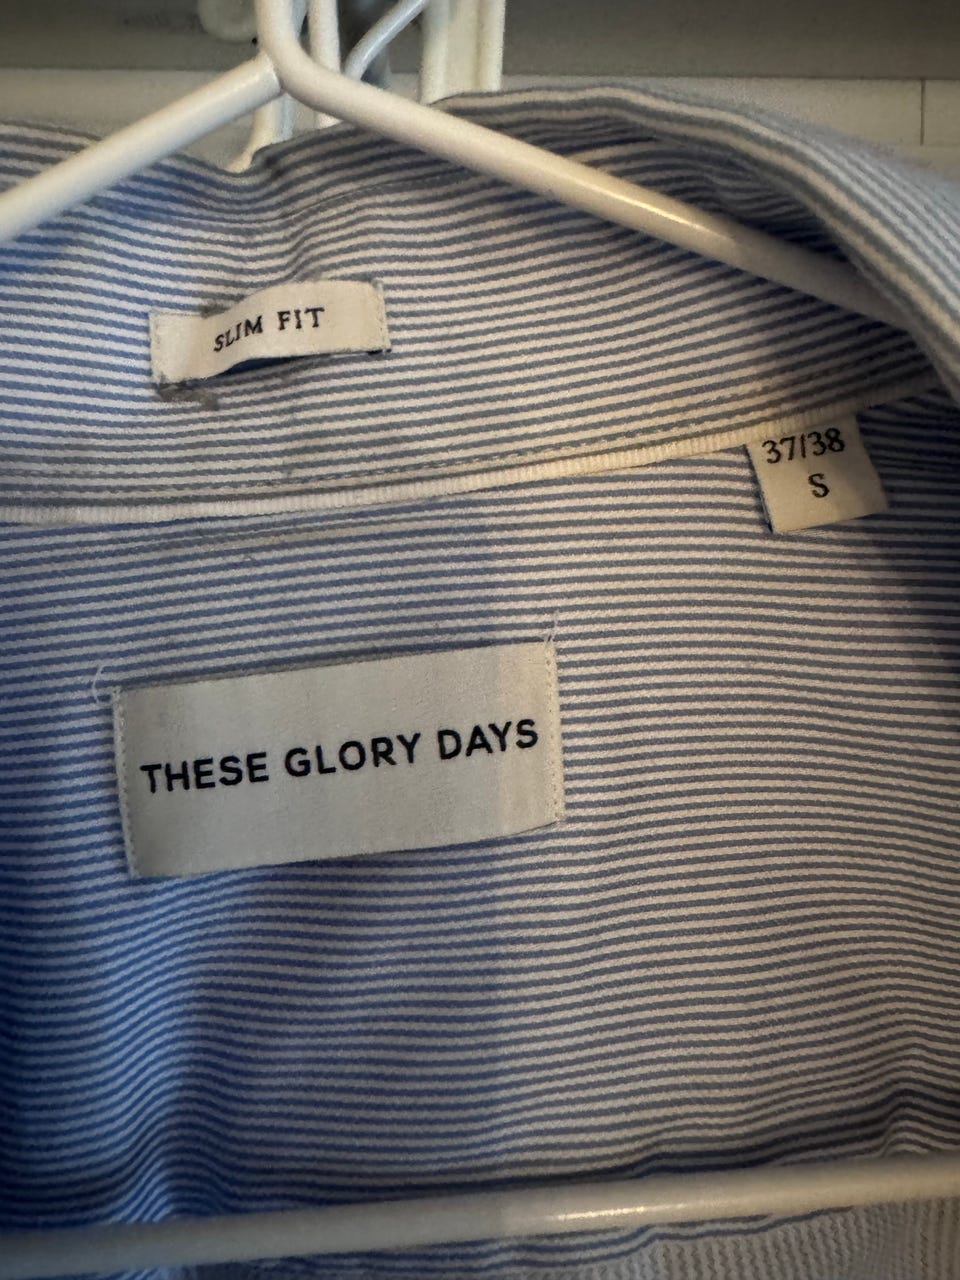 SLIM FIT
37/38
S
THESE GLORY DAYS